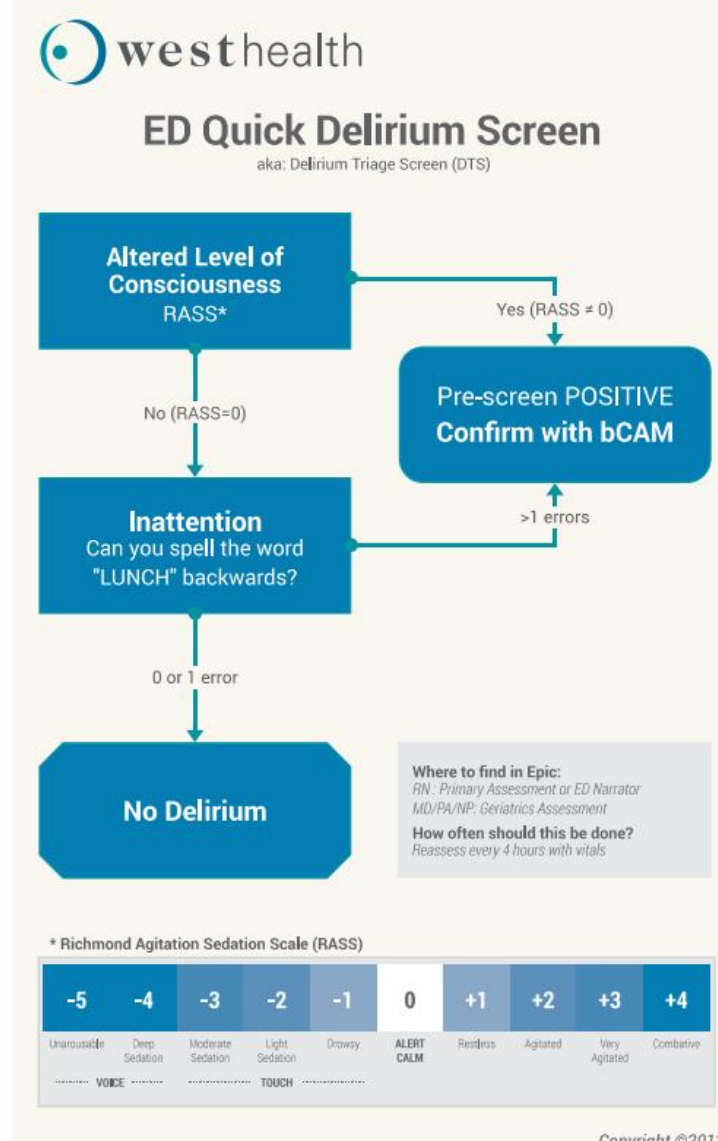 westhealth
ED Quick Delirium Screen
aka: Delirium Triage Screen (DTS)
Altered Level of
Consciousness
RASS*
Yes (RASS ≠ 0)
No (RASS=0)
Pre-screen POSITIVE
Confirm with bCAM
Inattention
Can you spell the word
"LUNCH" backwards?
>1 errors
0 or 1 error
No Delirium
Where to find in Epic:
RN : Primary Assessment or ED Narrator
MD/PA/NP: Geriatrics Assessment
How often should this be done?
Reassess every 4 hours with vitals
* Richmond Agitation Sedation Scale (RASS)
-5 -4 -3 -2 -1 0 +1 +2 +3 +4
Unarousable Deep Moderate Light Drowsy ALERT Restless Agitated Very Combative
Sedation Sedation Sedation CALM Agitated
VOICE TOUCH
Copyright